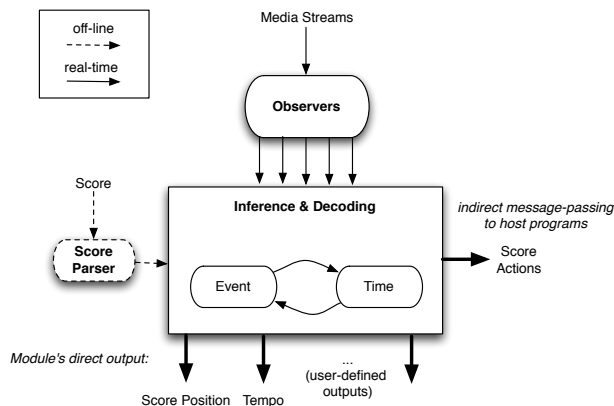 off-line
real-time
Media Streams
Observers
Score
Score
Parser
Inference & Decoding
Event
Time
indirect message-passing
to host programs
Score
Actions
Module's direct output:
Score Position
Tempo
...
(user-defined
outputs)